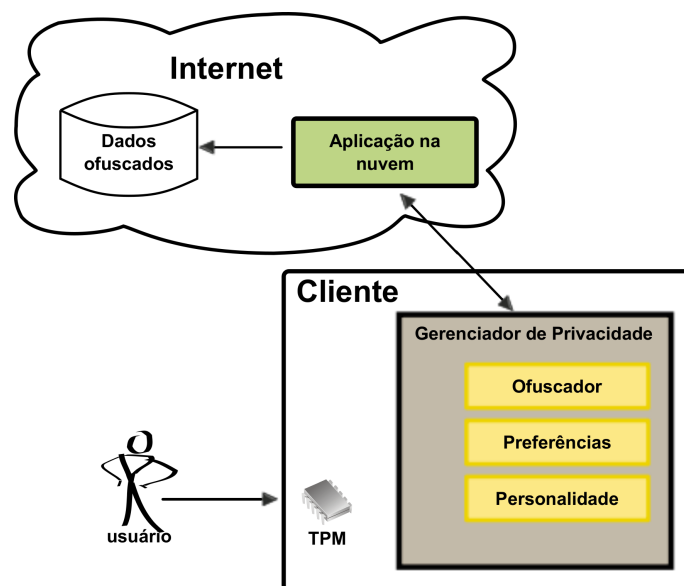 Internet
Dados
ofuscados
Aplicação na
nuvem
Cliente
Gerenciador de Privacidade
Ofuscador
Preferências
Personalidade
usuário
TPM